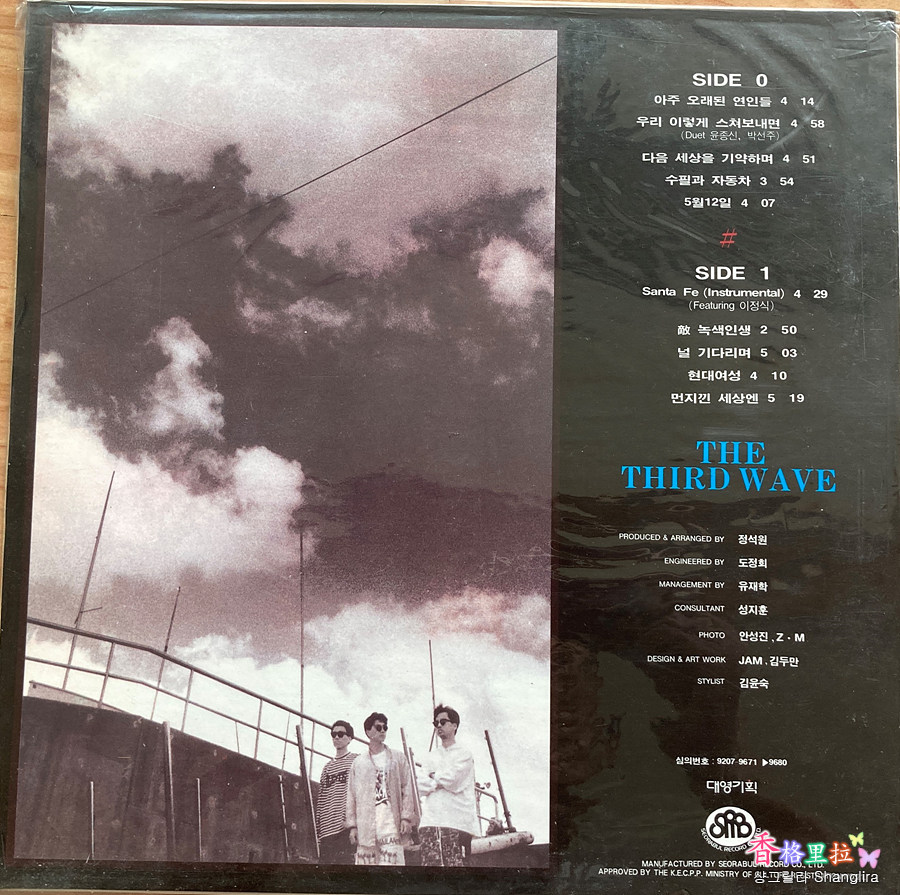 SIDE 0
아주 오래된 연인들 4 14
우리 이렇게 스쳐보내면 4 58
(Duet 윤종신, 박선주)
다음 세상을 기약하며 4 51
수필과 자동차 3 54
5월12일 4 07
#
SIDE 1
Santa Fe (Instrumental) 4 29
(Featuring 이정식)
敵 녹색인생 2 50
널 기다리며 5 03
현대여성 4 10
먼지낀 세상엔 5 19
THE
THIRD WAVE
PRODUCED & ARRANGED BY 정석원
ENGINEERED BY 도정회
MANAGEMENT BY 유재학
CONSULTANT 성지훈
PHOTO 안성진, Z·M
DESIGN & ART WORK JAM, 김두만
STYLIST 김윤숙
심의번호 : 9207-9671 ▶9680
대영기획
SRB
SEORABUL RECORD
香格里拉
MANUFACTURED BY SEORABUL RECORD CO., LTD.
APPROVED BY THE K.E.C.P.P. MINISTRY OF
샹그릴라 Shanglira